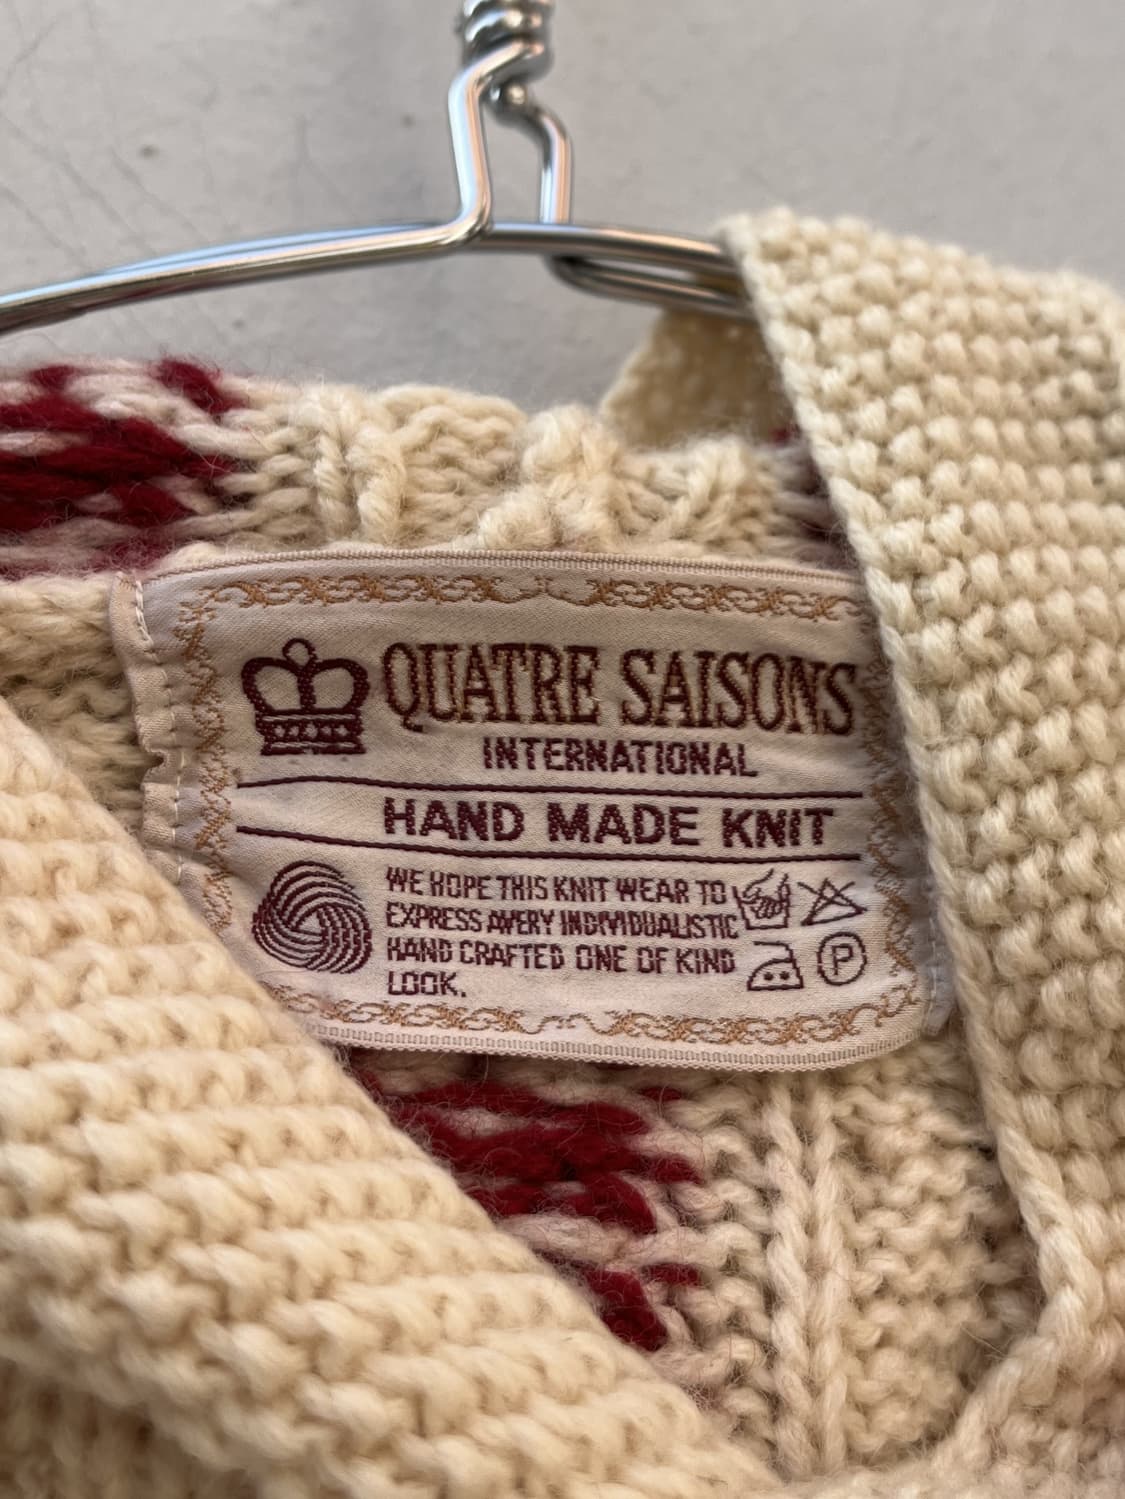 QUATRE SAISONS
INTERNATIONAL
HAND MADE KNIT
WE HOPE THIS KNIT WEAR TO
EXPRESS AVERY INDIVIDUALISTIC
HAND CRAFTED ONE OF KIND
LOOK.
P